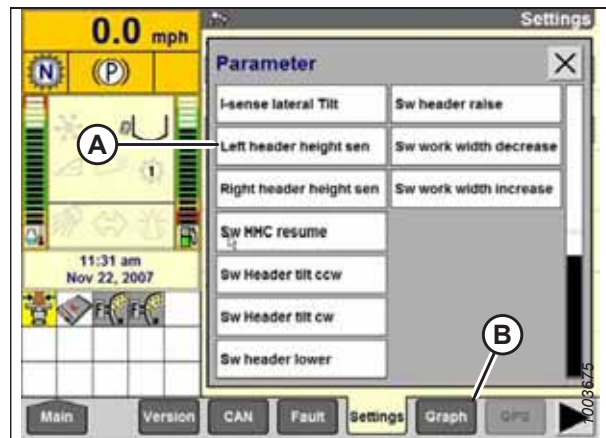 0.0 mph
Settings
N
(P)
Parameter
I-sense lateral Tilt
Sw header raise
Left header height sen
Sw work width decrease
Right header height sen
Sw work width increase
Sw HHC resume
Sw Header tilt ccw
Sw Header tilt cw
Sw header lower
A
B
1
11:31 am
Nov 22, 2007
F
F
Main
Version
CAN
Fault
Settings
Graph
GPS
1003675